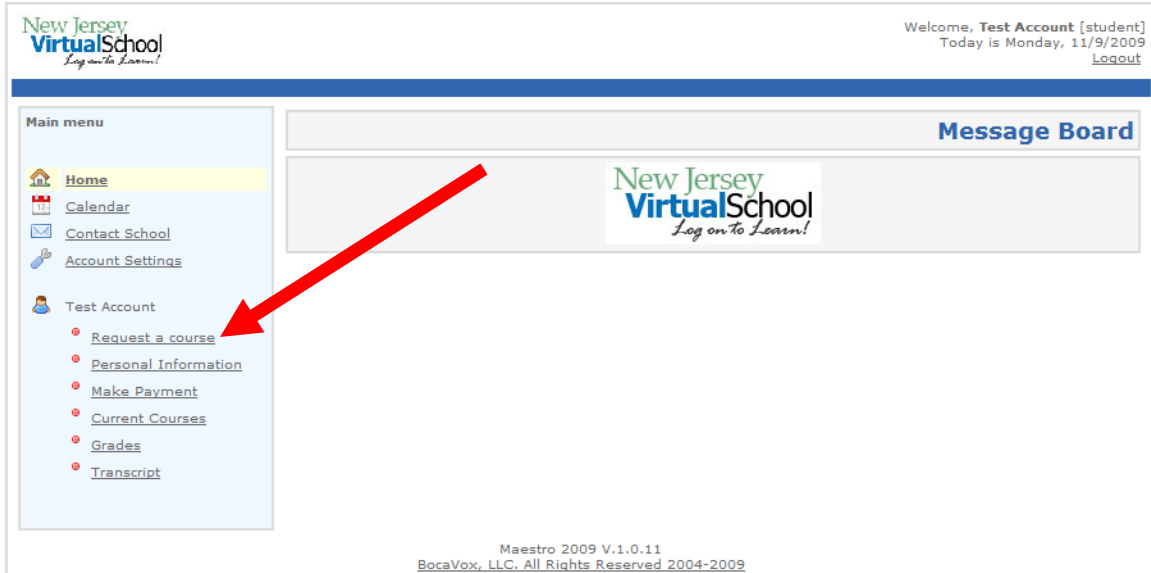 New Jersey
VirtualSchool
Log on to Learn!
Welcome, Test Account [student]
Today is Monday, 11/9/2009
Logout
Main menu
Home
Calendar
Contact School
Account Settings
Test Account
Request a course
Personal Information
Make Payment
Current Courses
Grades
Transcript
Message Board
New Jersey
VirtualSchool
Log on to Learn!
Maestro 2009 V.1.0.11
BocaVox, LLC. All Rights Reserved 2004-2009